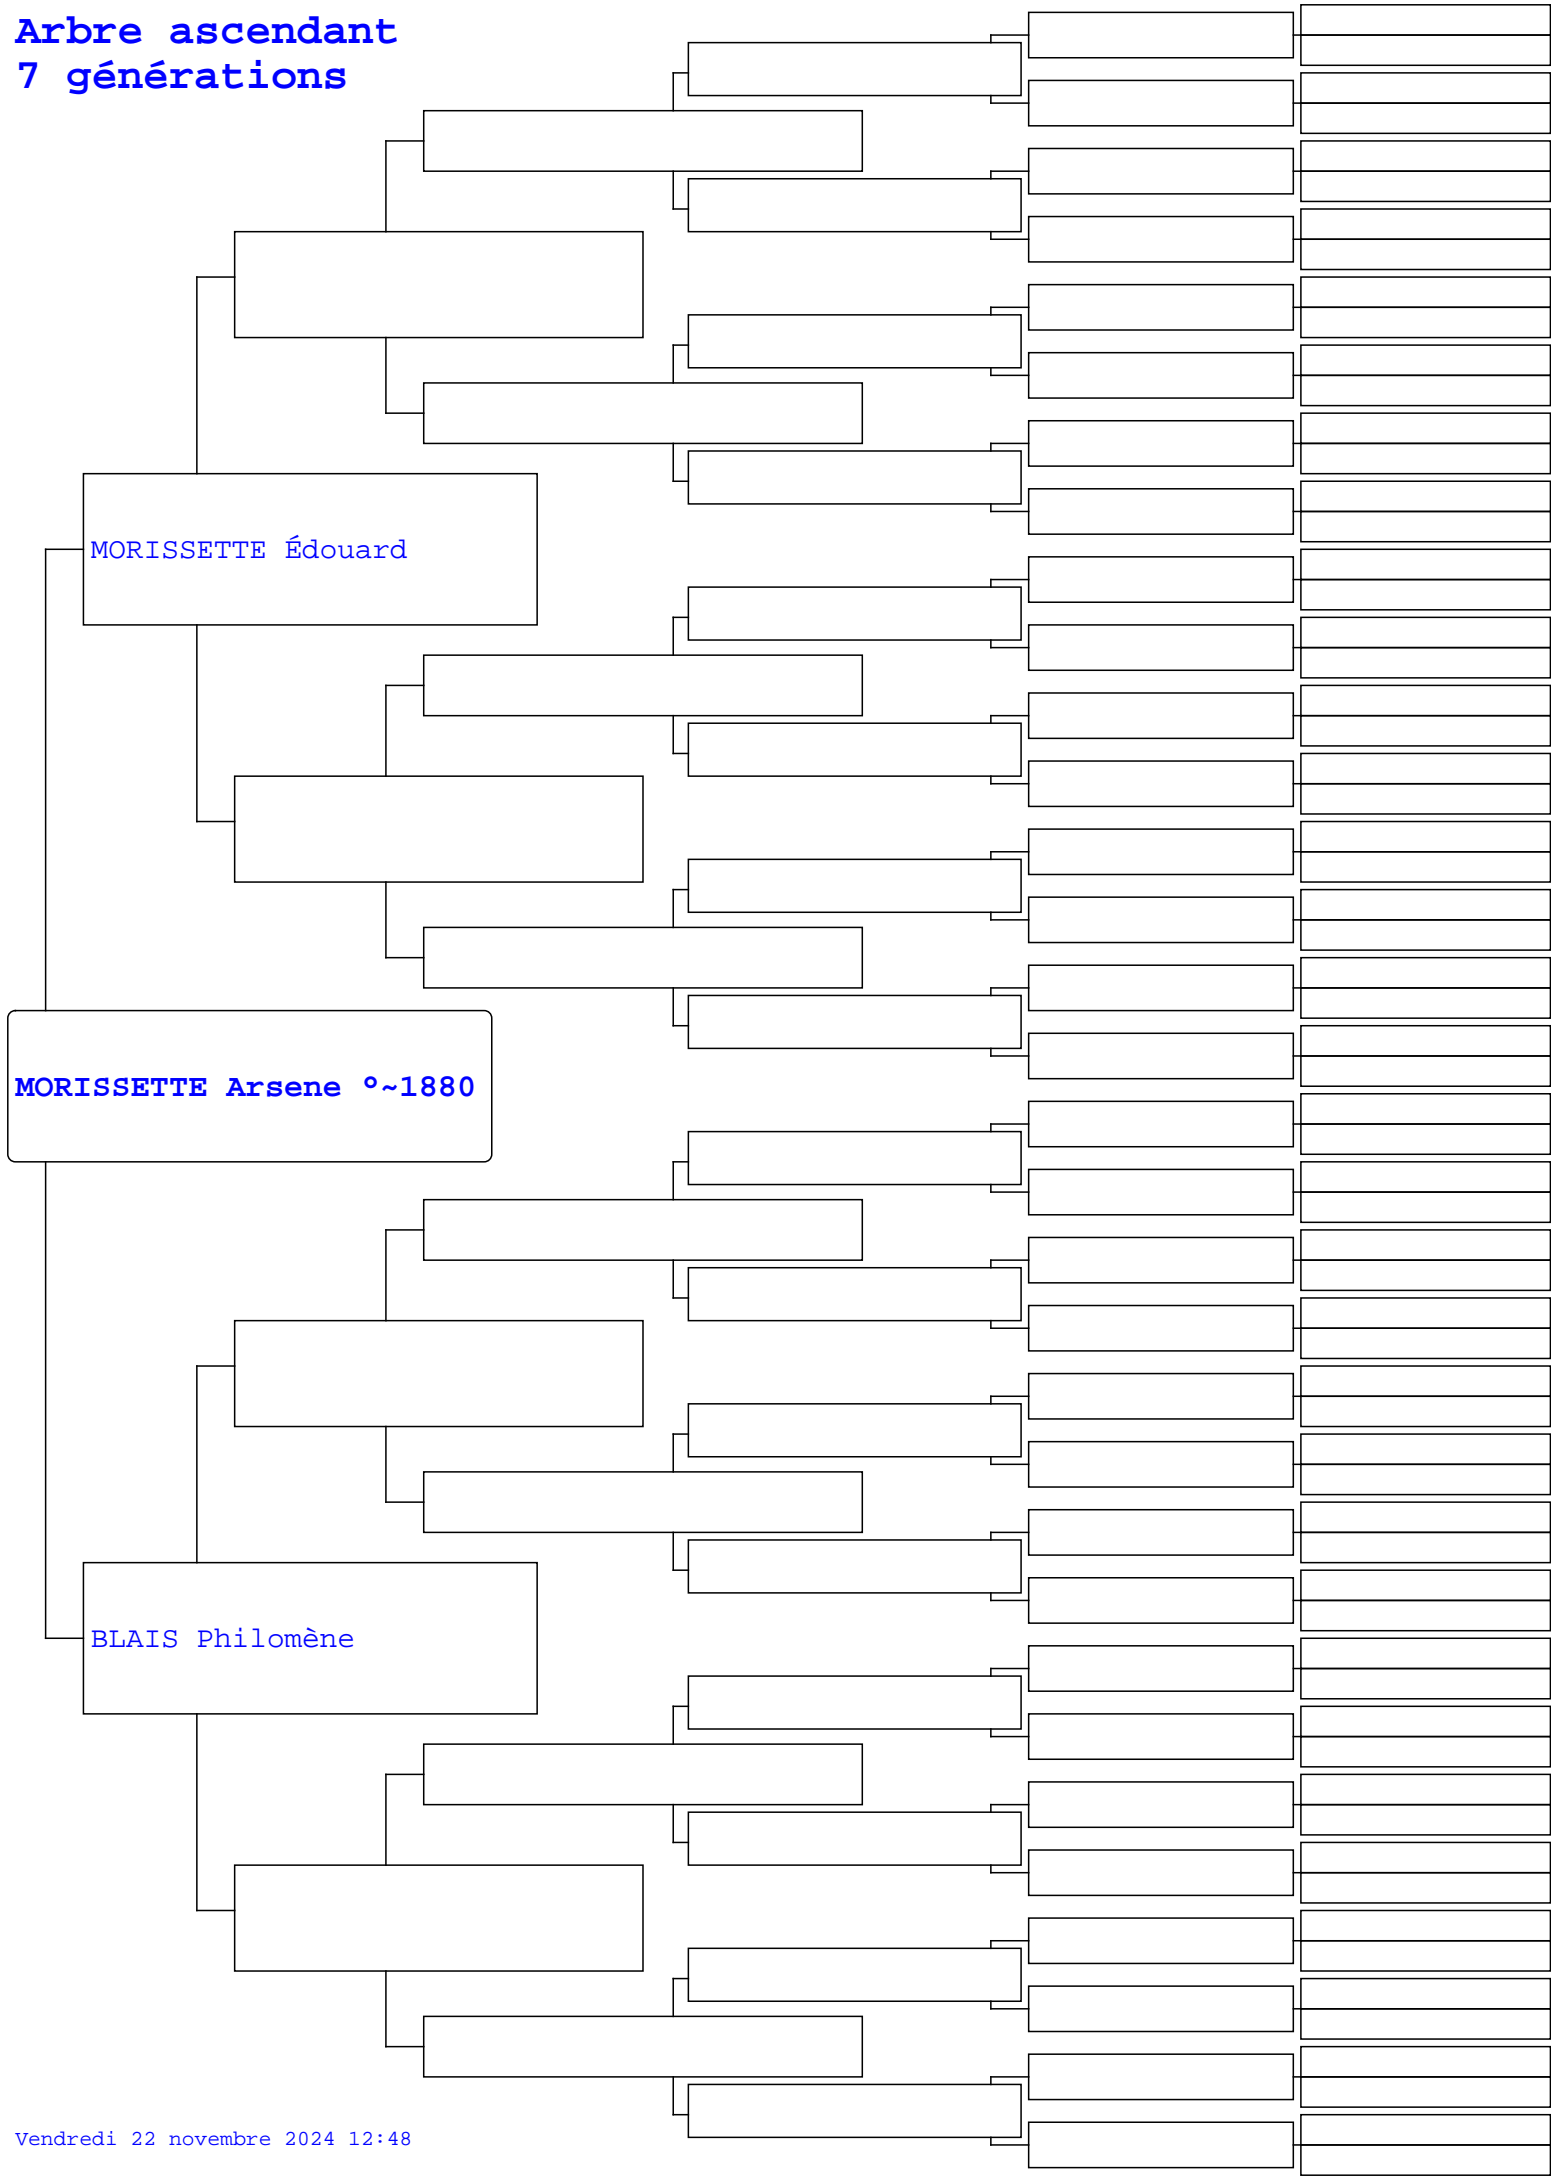 Arbre ascendant
7 générations
MORISSETTE Édouard
MORISSETTE Arsene °~1880
BLAIS Philomène
Vendredi 22 novembre 2024 12:48